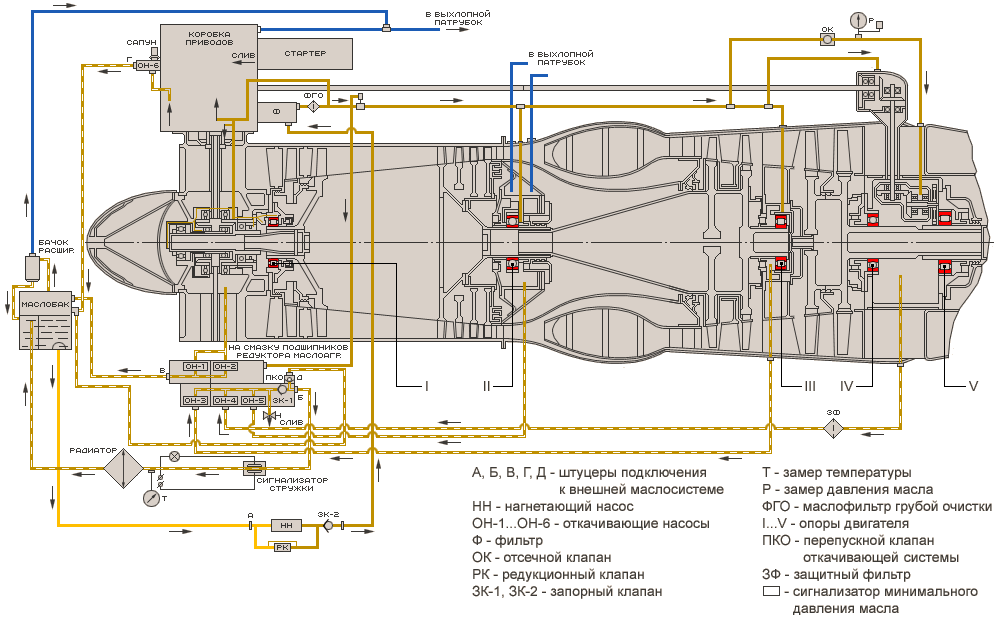 В ВЫХЛОПНОЙ
ПАТРУБОК
КОРОБКА
ПРИВОДОВ
СТАРТЕР
САПУН
Г
ОН-6
СЛИВ
Ф
ФГО
В ВЫХЛОПНОЙ
ПАТРУБОК
ОК
Р
БАЧОК
РАСШИР.
МАСЛОБАК
НА СМАЗКУ ПОДШИПНИКОВ
РЕДУКТОРА МАСЛОАГР.
В
ОН-1
ОН-2
ПКО
Д
Б
ОН-3
ОН-4
ОН-5
ЗК-1
Н
СЛИВ
I
II
III
IV
V
ЗФ
РАДИАТОР
Т
СИГНАЛИЗАТОР
СТРУЖКИ
А
НН
РК
ЗК-2
А, Б, В, Г, Д - штуцеры подключения
к внешней маслосистеме
НН - нагнетающий насос
ОН-1...ОН-6 - откачивающие насосы
Ф - фильтр
ОК - отсечной клапан
РК - редукционный клапан
ЗК-1, ЗК-2 - запорный клапан
Т - замер температуры
Р - замер давления масла
ФГО - маслофильтр грубой очистки
I...V - опоры двигателя
ПКО - перепускной клапан
откачивающей системы
ЗФ - защитный фильтр
- сигнализатор минимального
давления масла